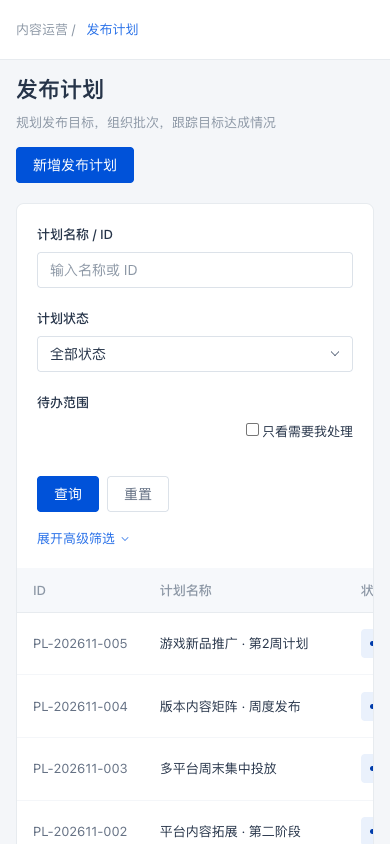 内容运营 / 发布计划
发布计划
规划发布目标，组织批次，跟踪目标达成情况
新增发布计划
计划名称 / ID
输入名称或 ID
计划状态
全部状态
待办范围
只看需要我处理
查询 重置
展开高级筛选
ID 计划名称 状
PL-202611-005 游戏新品推广 · 第2周计划
PL-202611-004 版本内容矩阵 · 周度发布
PL-202611-003 多平台周末集中投放
PL-202611-002 平台内容拓展 · 第二阶段